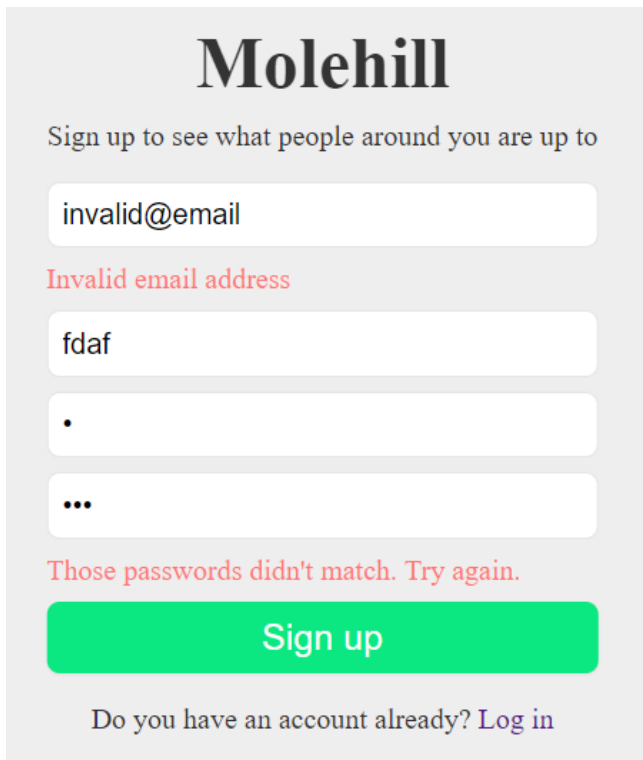 Molehill
Sign up to see what people around you are up to
invalid@email
Invalid email address
fdaf
•
•••
Those passwords didn't match. Try again.
Sign up
Do you have an account already? Log in